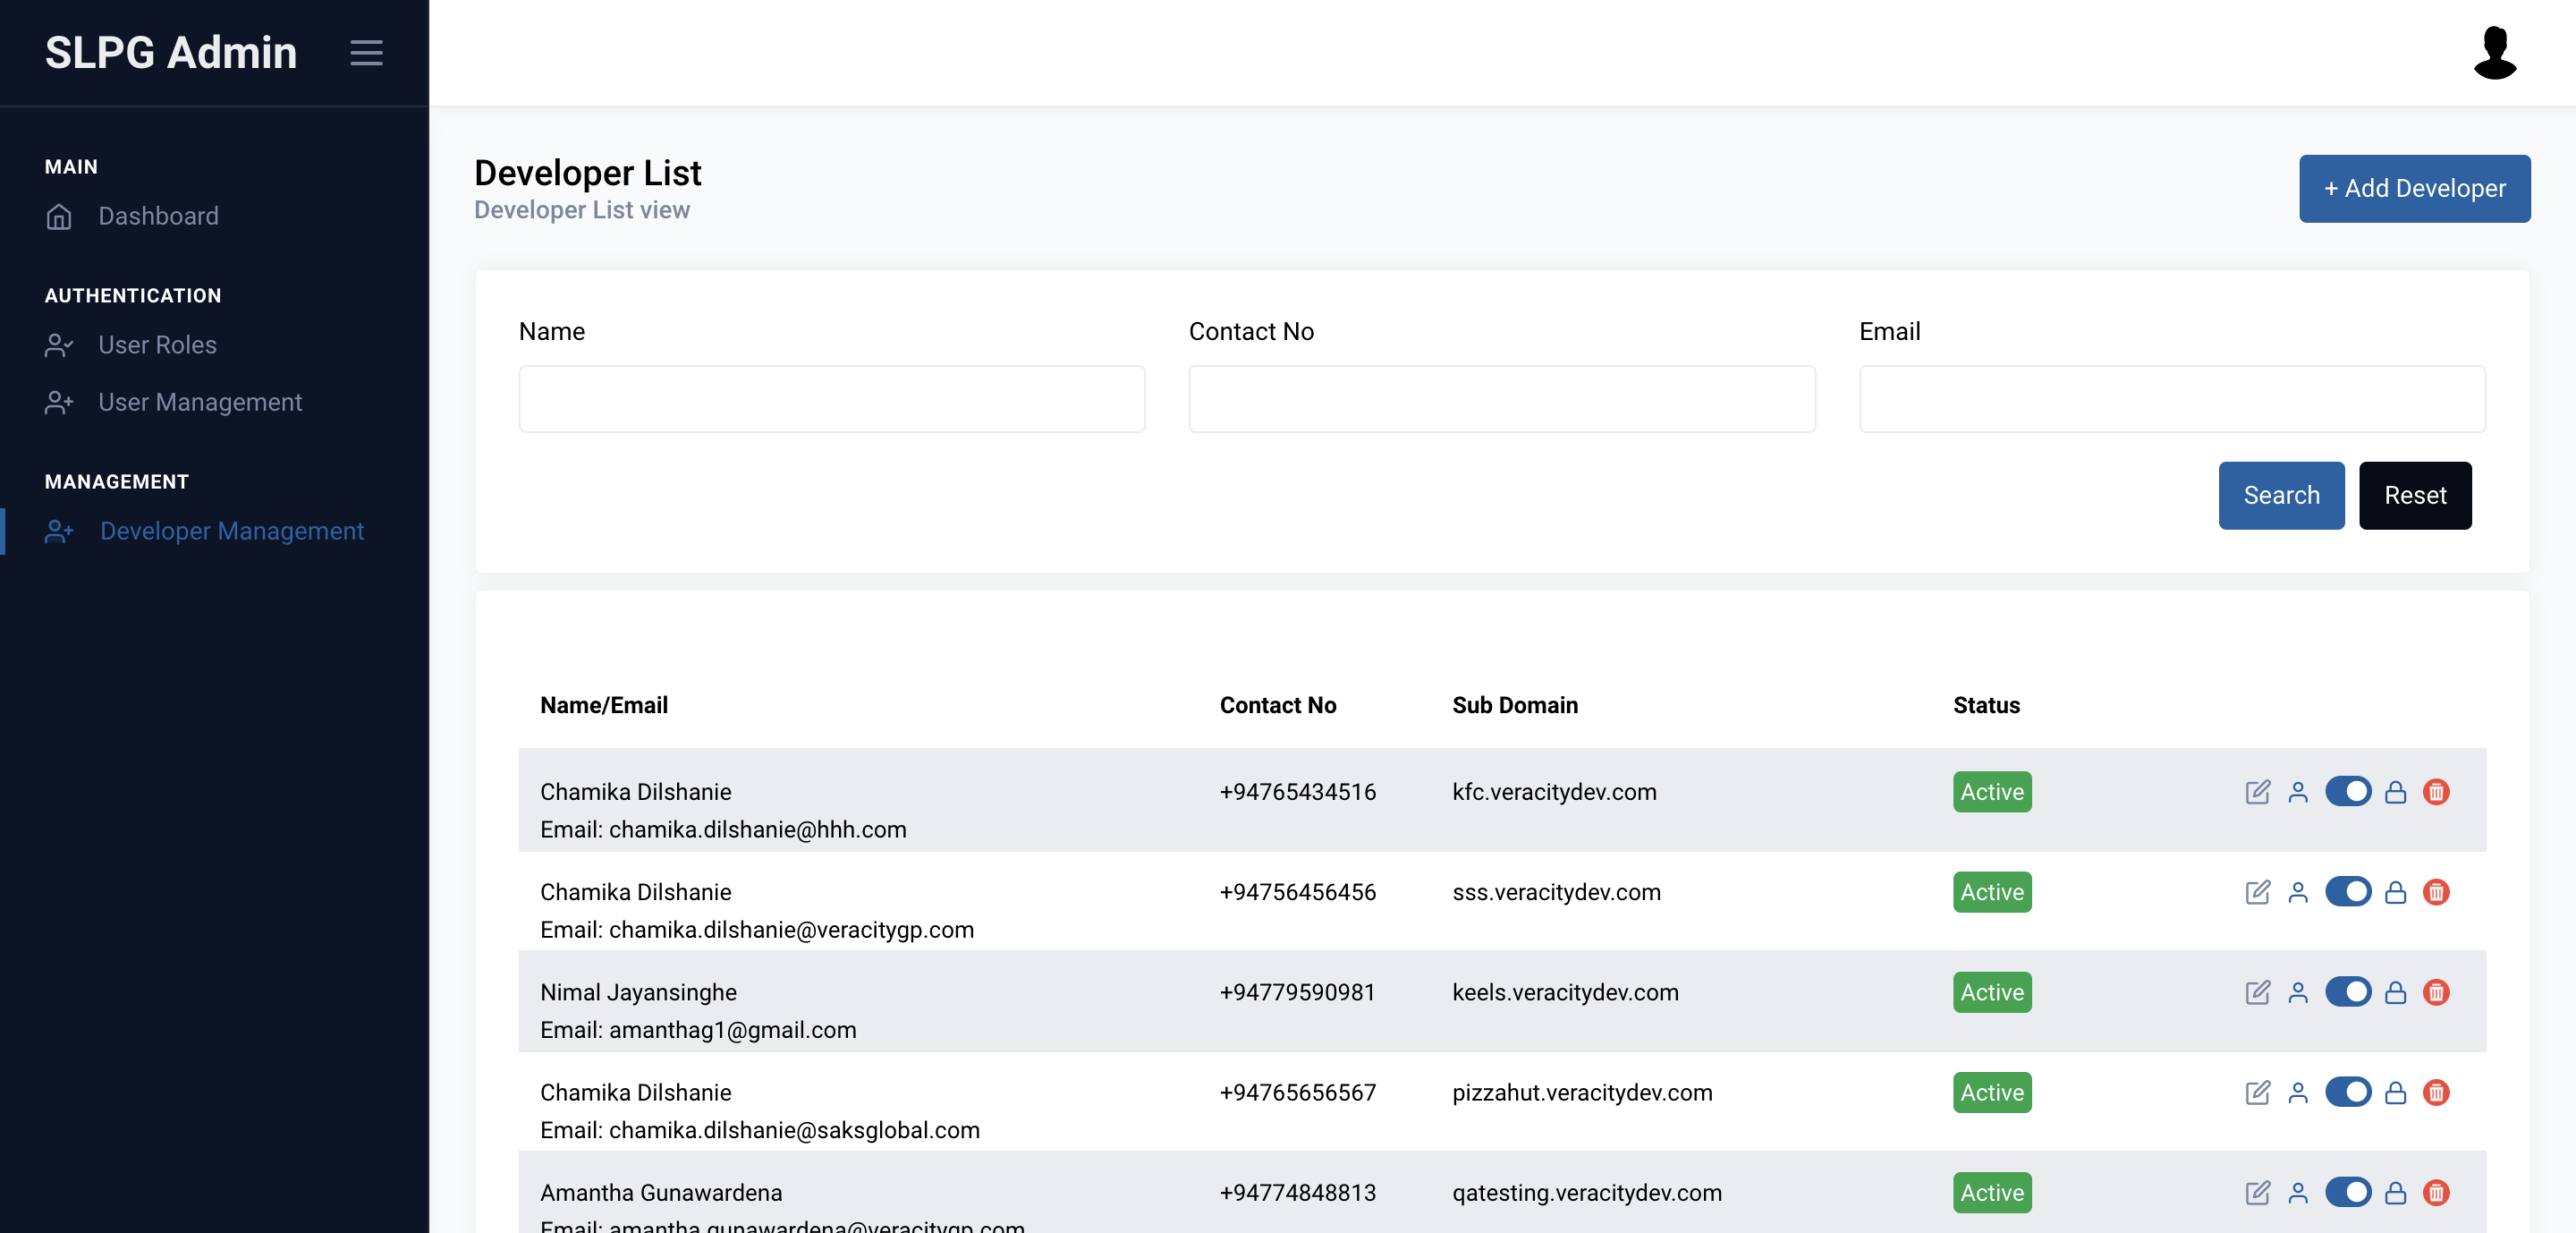 SLPG Admin
MAIN
Dashboard
AUTHENTICATION
User Roles
User Management
MANAGEMENT
Developer Management
Developer List
Developer List view
+ Add Developer
Name Contact No Email
Search Reset
Name/Email Contact No Sub Domain Status
Chamika Dilshanie +94765434516 kfc.veracitydev.com Active
Email: chamika.dilshanie@hhh.com
Chamika Dilshanie +94756456456 sss.veracitydev.com Active
Email: chamika.dilshanie@veracitygp.com
Nimal Jayansinghe +94779590981 keels.veracitydev.com Active
Email: amanthag1@gmail.com
Chamika Dilshanie +94765656567 pizzahut.veracitydev.com Active
Email: chamika.dilshanie@saksglobal.com
Amantha Gunawardena +94774848813 qatesting.veracitydev.com Active
Email: amantha.gunawardena@veracitygp.com